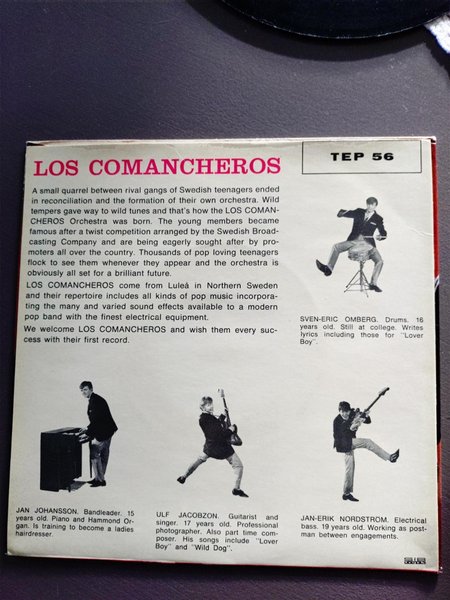 LOS COMANCHEROS
TEP 56
A small quarrel between rival gangs of Swedish teenagers ended
in reconciliation and the formation of their own orchestra. Wild
tempers gave way to wild tunes and that's how the LOS COMAN-
CHEROS Orchestra was born. The young members became
famous after a twist competition arranged by the Swedish Broad-
casting Company and are being eagerly sought after by pro-
moters all over the country. Thousands of pop loving teenagers
flock to see them whenever they appear and the orchestra is
obviously all set for a brilliant future.
LOS COMANCHEROS come from Luleå in Northern Sweden
and their repertoire includes all kinds of pop music incorporat-
ing the many and varied sound effects available to a modern
pop band with the finest electrical equipment.
We welcome LOS COMANCHEROS and wish them every suc-
cess with their first record.
SVEN-ERIC OMBERG. Drums. 16
years old. Still at college. Writes
lyrics including those for "Lover
Boy".
JAN JOHANSSON. Bandleader. 15
years old. Piano and Hammond Or-
gan. Is training to become a ladies
hairdresser.
ULF JACOBZON. Guitarist and
singer. 17 years old. Professional
photographer. Also part time com-
poser. His songs include "Lover
Boy" and "Wild Dog".
JAN-ERIK NORDSTROM. Electrical
bass. 19 years old. Working as post-
man between engagements.